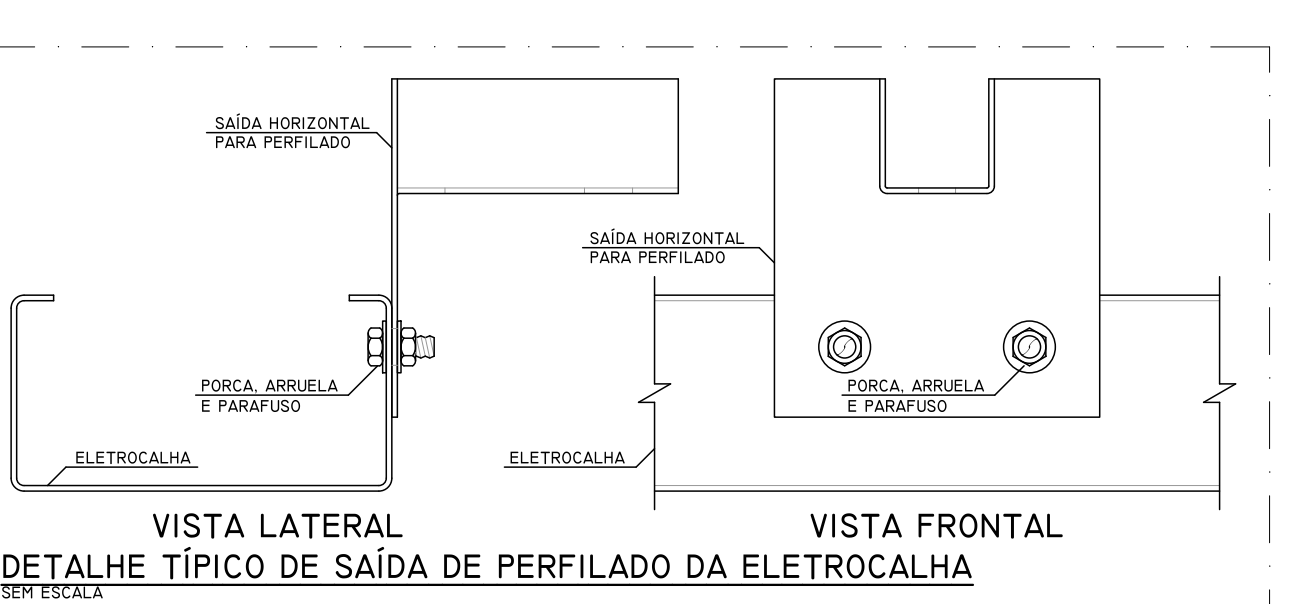 SAÍDA HORIZONTAL
PARA PERFILADO
PORCA, ARRUELA
E PARAFUSO
ELETROCALHA
VISTA LATERAL
SAÍDA HORIZONTAL
PARA PERFILADO
PORCA, ARRUELA
E PARAFUSO
ELETROCALHA
VISTA FRONTAL
DETALHE TÍPICO DE SAÍDA DE PERFILADO DA ELETROCALHA
SEM ESCALA